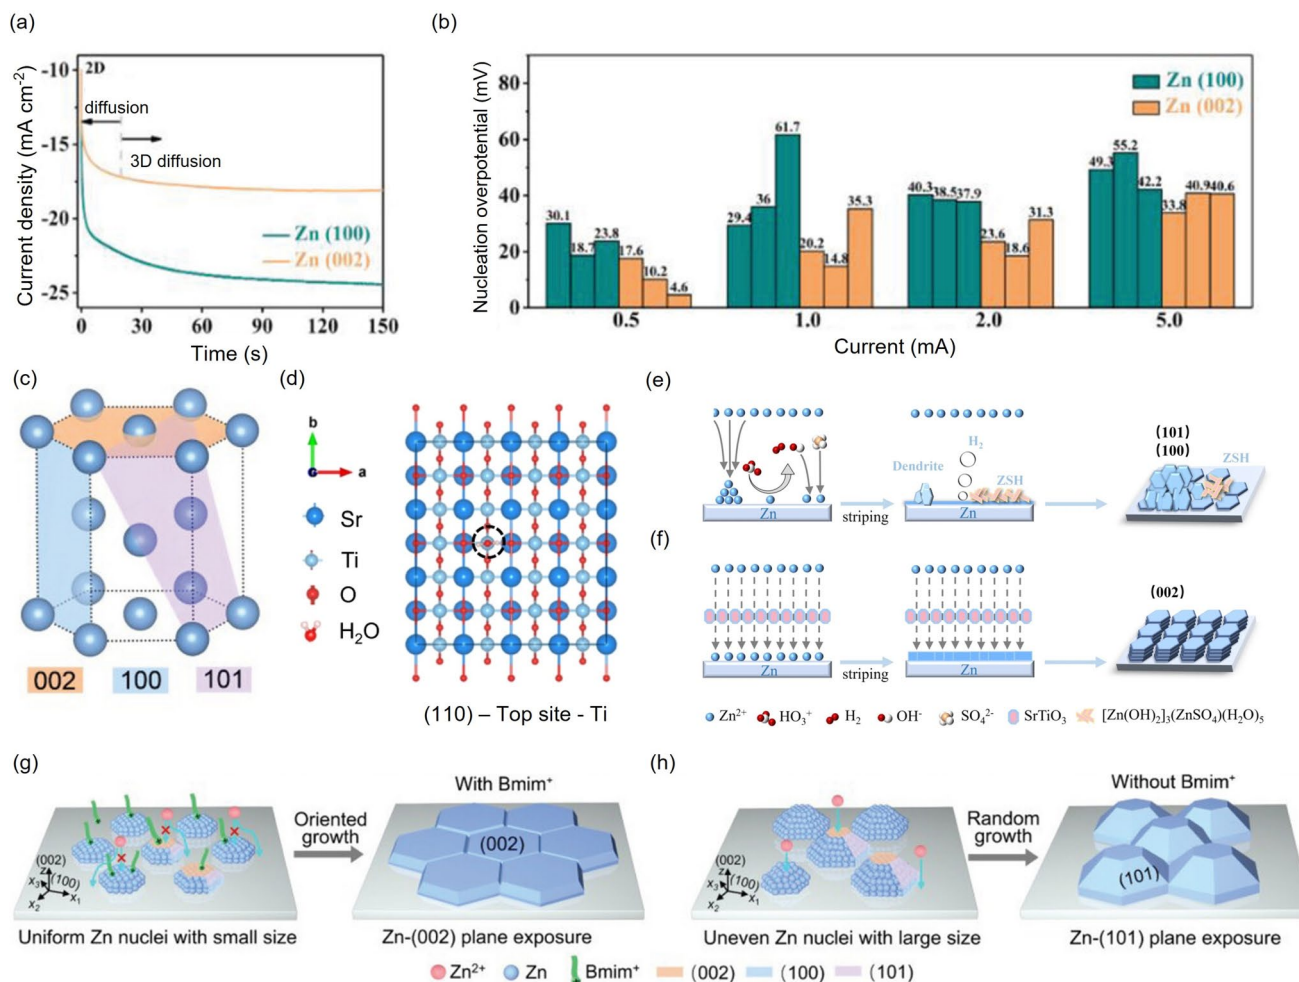 (a)
-10
-15
-20
-25
Current density (mA cm-2)
2D
diffusion
3D diffusion
Zn (100)
Zn (002)
0 30 60 90 120 150
Time (s)
(b)
Nucleation overpotential (mV)
80
60
40
20
0
Zn (100)
Zn (002)
30.1 18.7 23.8 17.6 10.2 4.6
29.4 36 61.7 20.2 14.8 35.3
40.3 38.5 37.9 23.6 18.6 31.3
49.3 55.2 42.2 33.8 40.9 40.6
0.5 1.0 2.0 5.0
Current (mA)
(c)
002 100 101
(d)
b
a
Sr
Ti
O
H2O
(110) – Top site - Ti
(e)
Zn
striping
Dendrite
H2
ZSH
Zn
(101)
(100)
ZSH
(f)
Zn
striping
Zn
(002)
Zn2+ HO3+ H2 OH- SO42- SrTiO3 [Zn(OH)2]3(ZnSO4)(H2O)5
(g)
(002)
z
x3
(100)
x2
x1
Uniform Zn nuclei with small size
Oriented
growth
With Bmim+
(002)
Zn-(002) plane exposure
(h)
(002)
z
x3
(100)
x2
x1
Uneven Zn nuclei with large size
Random
growth
Without Bmim+
(101)
Zn-(101) plane exposure
Zn2+ Zn Bmim+ (002) (100) (101)